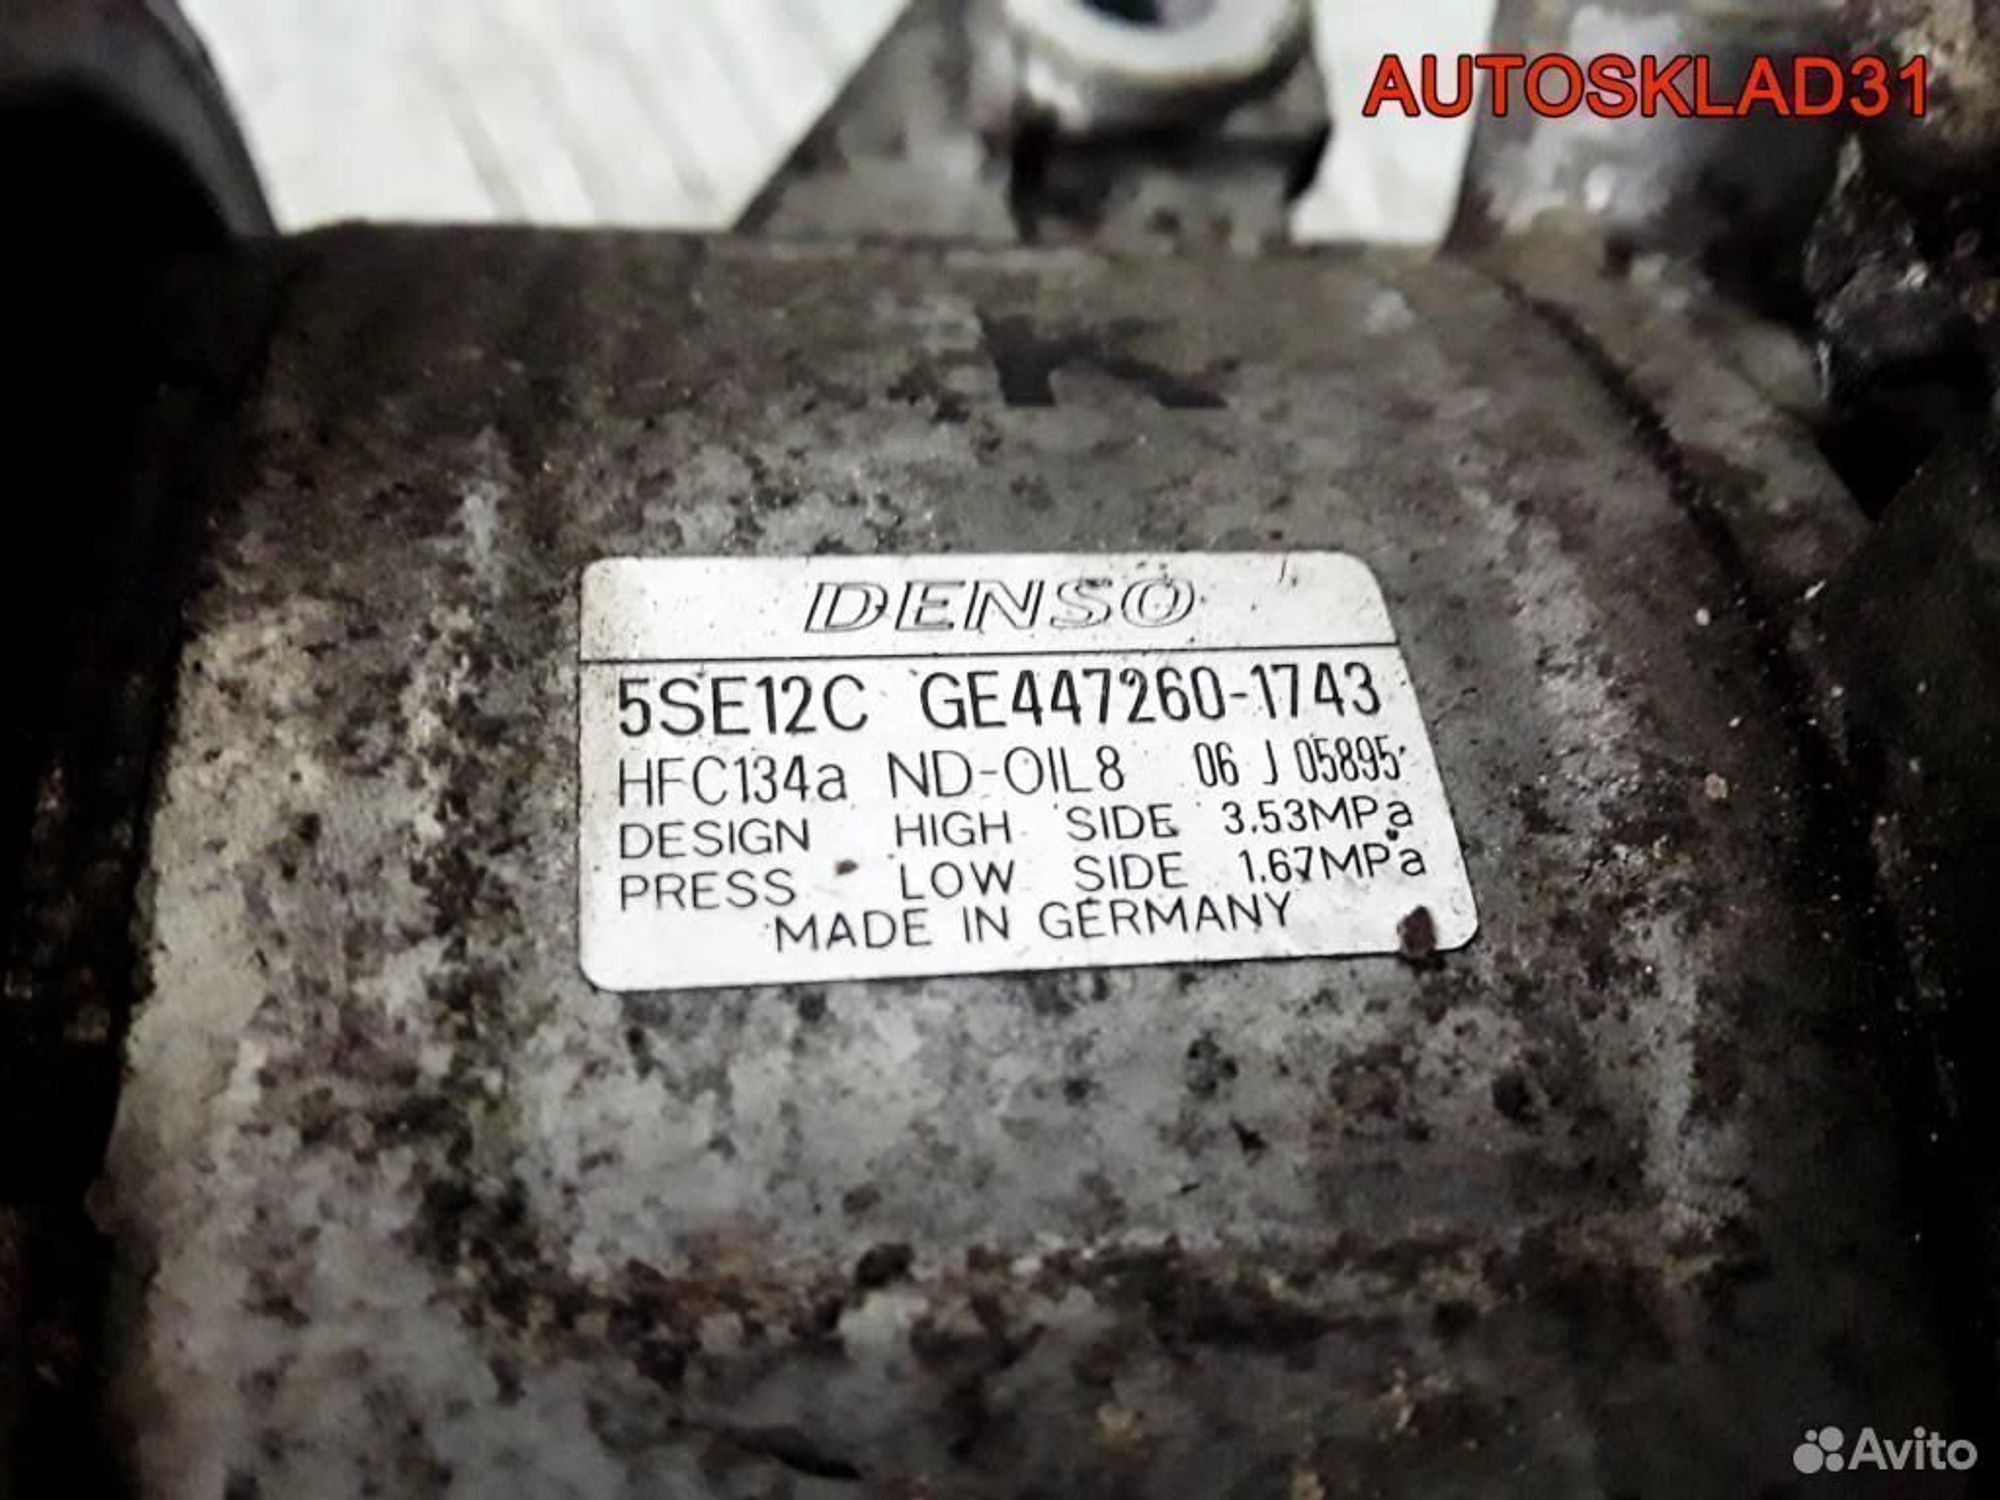 AUTOSKLAD31
K
DENSO
5SE12C GE447260-1743
HFC134a ND-OIL8 06 J 05895
DESIGN HIGH SIDE 3.53MPa
PRESS LOW SIDE 1.67MPa
MADE IN GERMANY
Avito